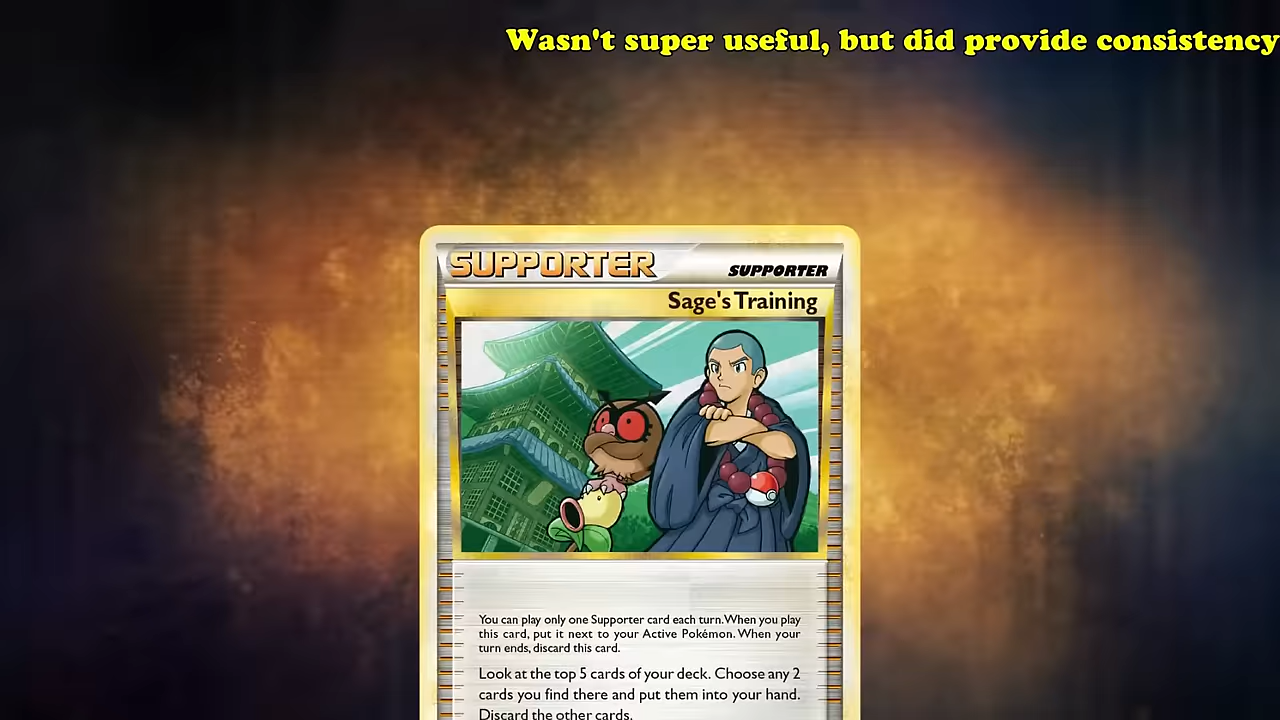 Wasn't super useful, but did provide consistency
SUPPORTER
SUPPORTER
Sage's Training
You can play only one Supporter card each turn. When you play
this card, put it next to your Active Pokémon. When your
turn ends, discard this card.
Look at the top 5 cards of your deck. Choose any 2
cards you find there and put them into your hand.
Discard the other cards.